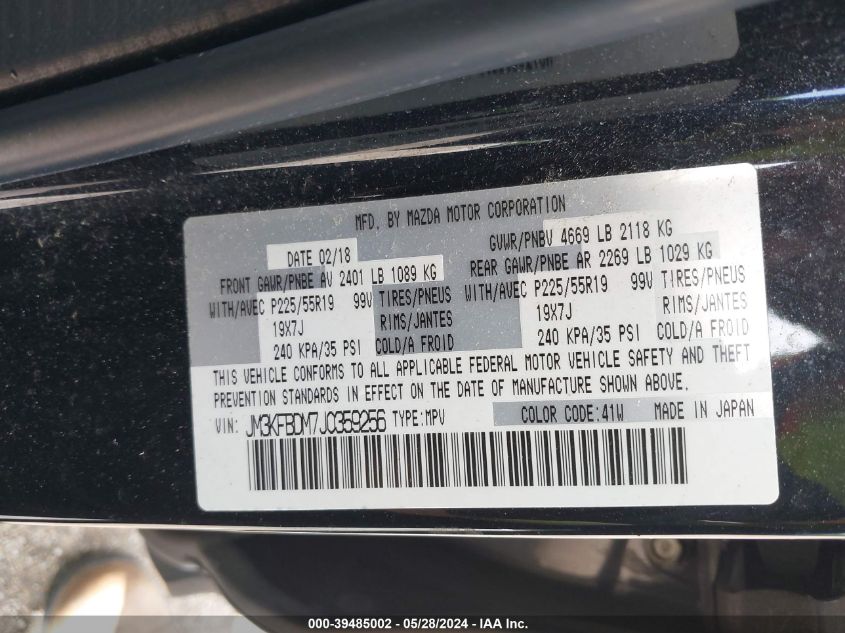 MFD. BY MAZDA MOTOR CORPORATION
DATE 02/18 GVWR/PNBV 4669 LB 2118 KG
FRONT GAWR/PNBE AV 2401 LB 1089 KG REAR GAWR/PNBE AR 2269 LB 1029 KG
WITH/AVEC P225/55R19 99V TIRES/PNEUS WITH/AVEC P225/55R19 99V TIRES/PNEUS
19X7J RIMS/JANTES 19X7J RIMS/JANTES
240 KPA/35 PSI COLD/A FROID 240 KPA/35 PSI COLD/A FROID
THIS VEHICLE CONFORMS TO ALL APPLICABLE FEDERAL MOTOR VEHICLE SAFETY AND THEFT
PREVENTION STANDARDS IN EFFECT ON THE DATE OF MANUFACTURE SHOWN ABOVE.
VIN: JM3KFBDM7J0359256 TYPE:MPV COLOR CODE:41W MADE IN JAPAN
000-39485002 - 05/28/2024 - IAA Inc.